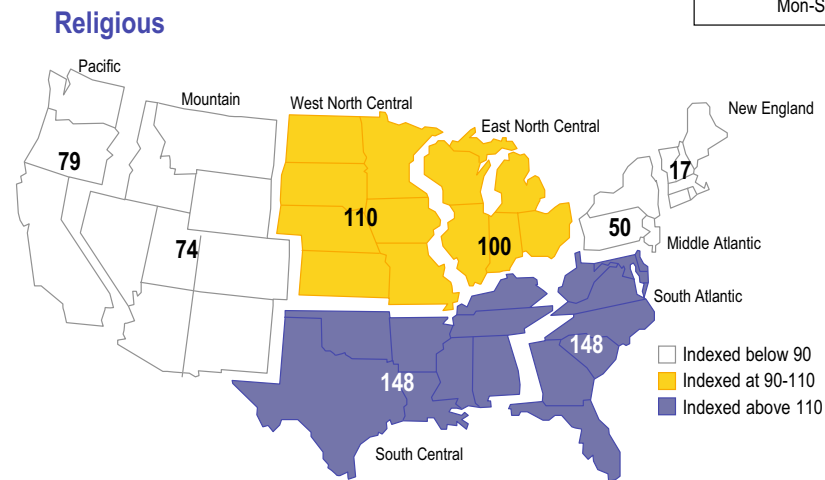 Mon-S
Religious
Pacific
Mountain
West North Central
East North Central
New England
79
74
110
100
50
17
Middle Atlantic
South Atlantic
148
148
South Central
Indexed below 90
Indexed at 90-110
Indexed above 110